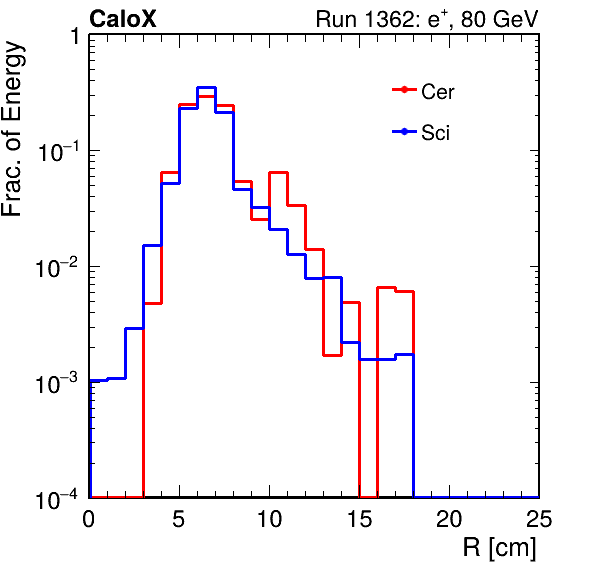 CaloX Run 1362: e⁺, 80 GeV
Frac. of Energy
1
10⁻¹
10⁻²
10⁻³
10⁻⁴
Cer
Sci
0 5 10 15 20 25
R [cm]